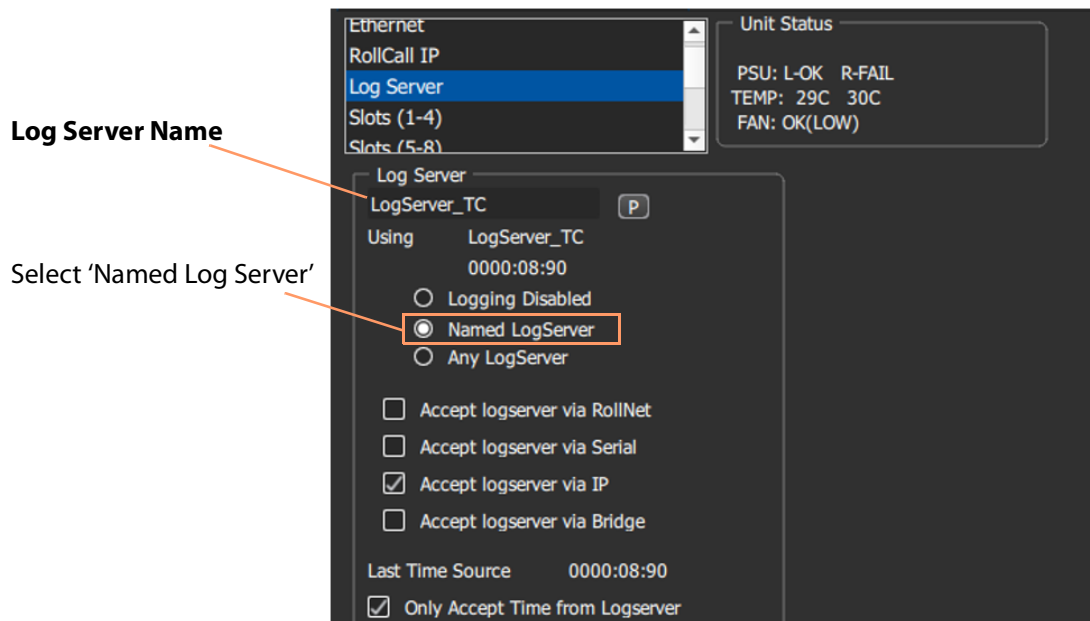 Ethernet
RollCall IP
Log Server
Slots (1-4)
Slots (5-8)
Unit Status
PSU: L-OK R-FAIL
TEMP: 29C 30C
FAN: OK(LOW)
Log Server Name
Log Server
LogServer_TC P
Using LogServer_TC
0000:08:90
Select ‘Named Log Server’
Logging Disabled
Named LogServer
Any LogServer
Accept logserver via RollNet
Accept logserver via Serial
Accept logserver via IP
Accept logserver via Bridge
Last Time Source 0000:08:90
Only Accept Time from Logserver